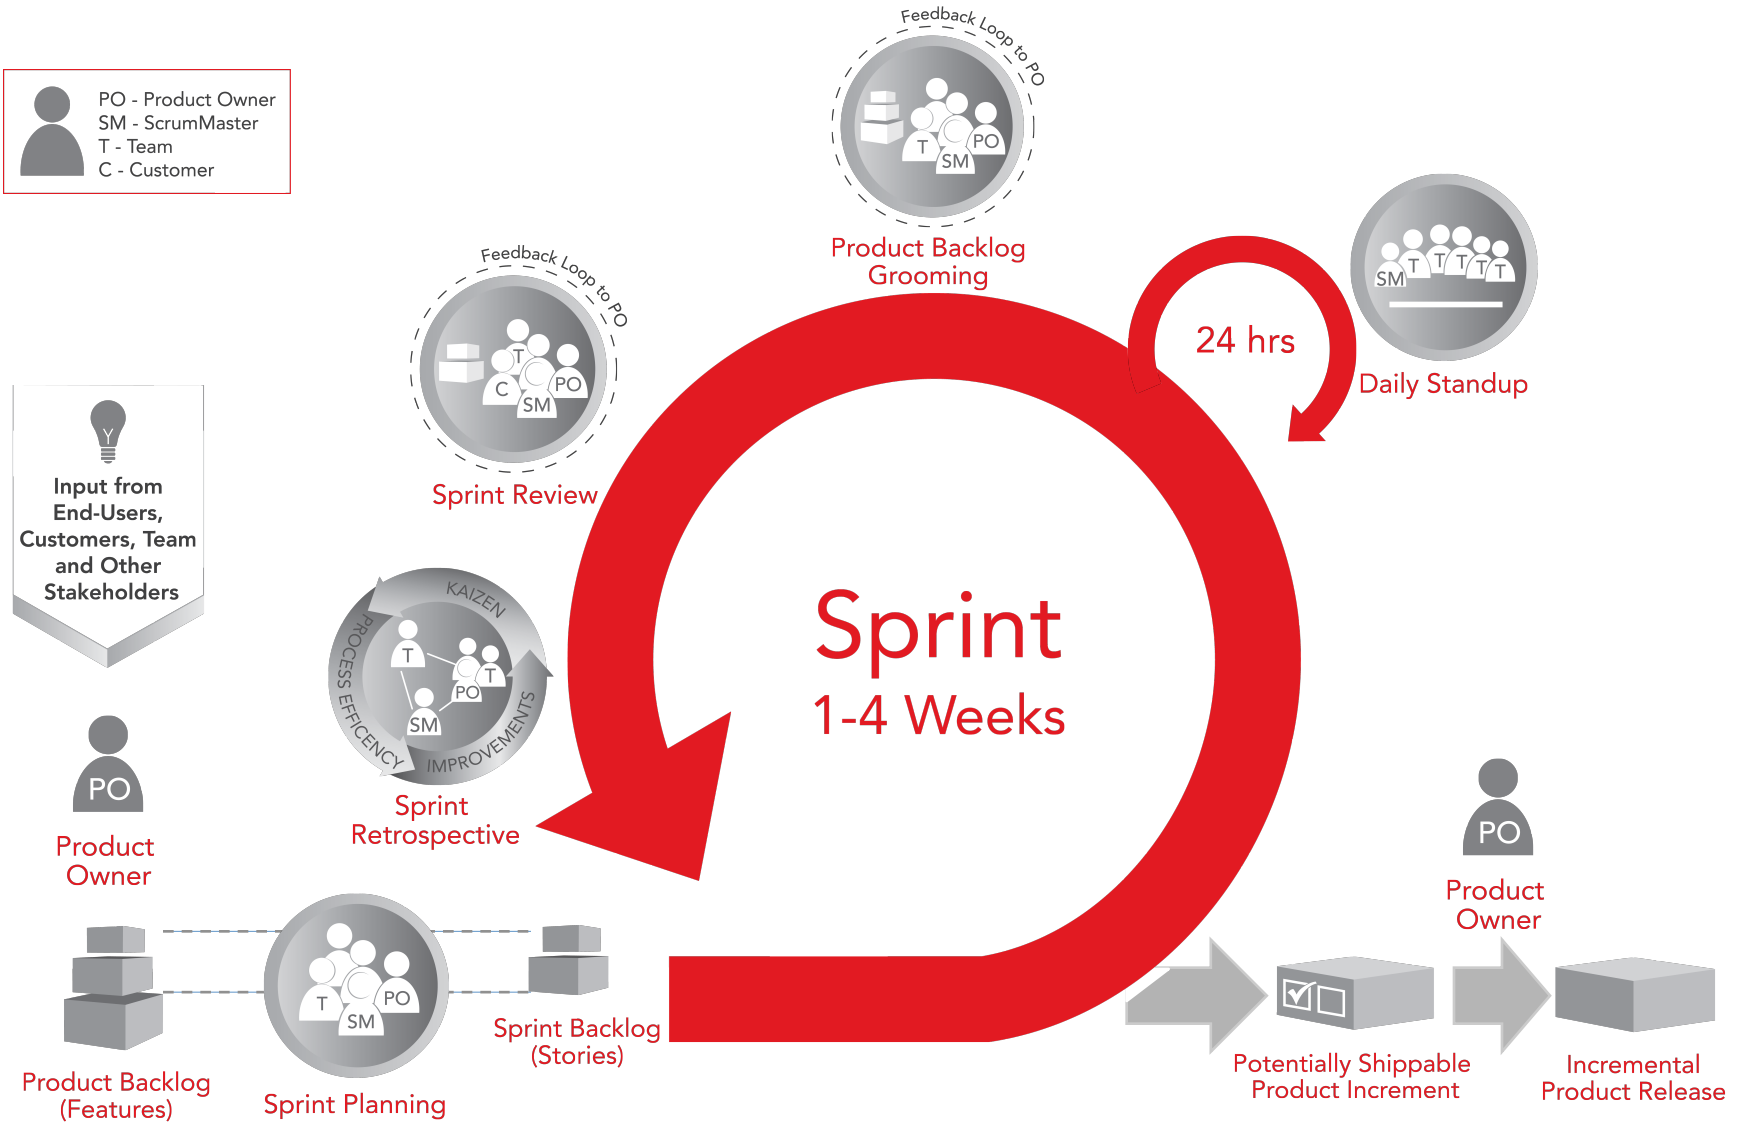 PO - Product Owner
SM - ScrumMaster
T - Team
C - Customer
Feedback Loop to PO
T
SM
PO
Product Backlog
Grooming
Feedback Loop to PO
T
C
SM
PO
Sprint Review
24 hrs
SM
T
T
T
T
T
Daily Standup
Y
Input from
End-Users,
Customers, Team
and Other
Stakeholders
KAIZEN
PROCESS EFFICENCY
IMPROVEMENTS
T
T
PO
SM
Sprint
Retrospective
Sprint
1-4 Weeks
PO
Product
Owner
PO
Product
Owner
T
SM
PO
Product Backlog
(Features)
Sprint Planning
Sprint Backlog
(Stories)
Potentially Shippable
Product Increment
Incremental
Product Release